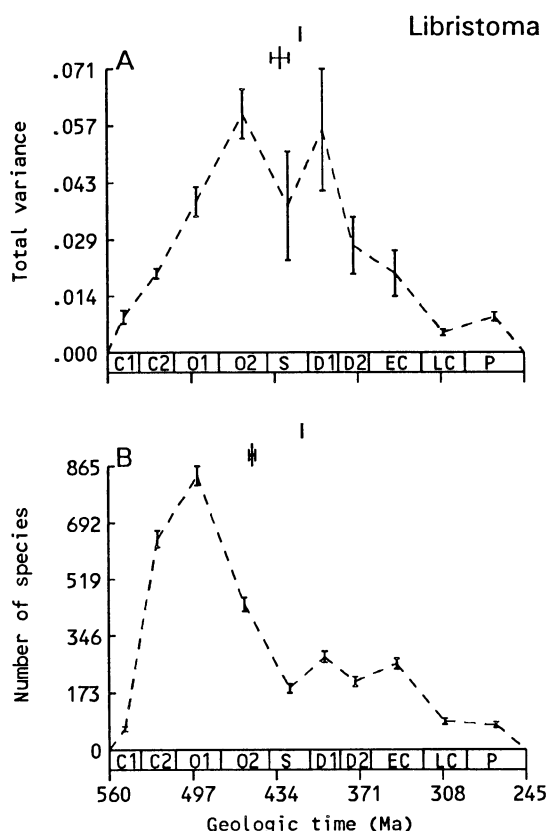 Libristoma
A
Total variance
.071
.057
.043
.029
.014
.000
C1 C2 O1 O2 S D1 D2 EC LC P
B
Number of species
865
692
519
346
173
0
C1 C2 O1 O2 S D1 D2 EC LC P
560 497 434 371 308 245
Geologic time (Ma)